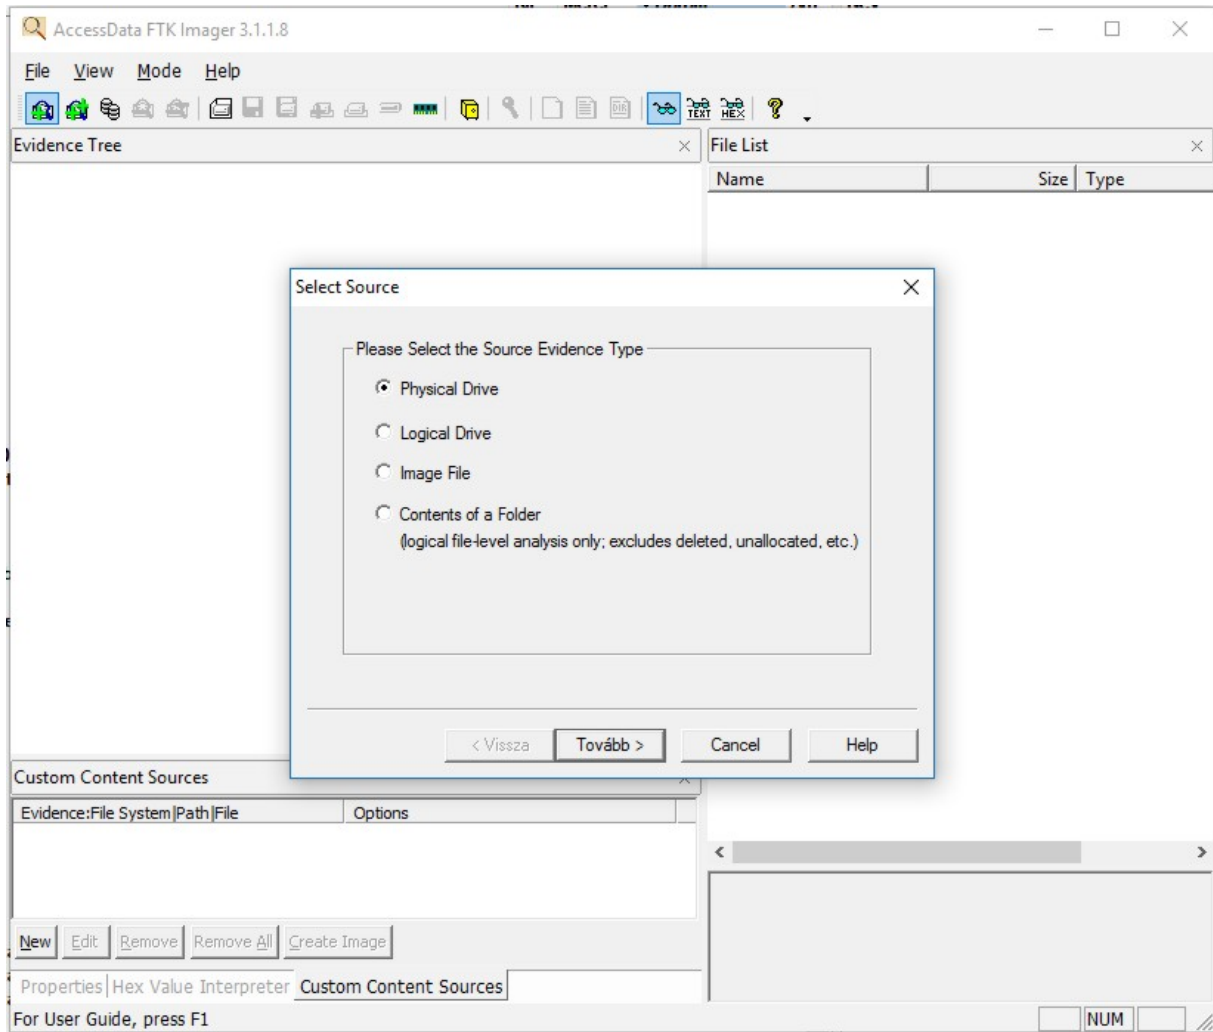 AccessData FTK Imager 3.1.1.8
File View Mode Help
DIR TEXT HEX
Evidence Tree
File List
Name Size Type
Select Source
Please Select the Source Evidence Type
Physical Drive
Logical Drive
Image File
Contents of a Folder
(logical file-level analysis only; excludes deleted, unallocated, etc.)
< Vissza Tovább > Cancel Help
Custom Content Sources
Evidence:File System|Path|File Options
New Edit Remove Remove All Create Image
Properties Hex Value Interpreter Custom Content Sources
For User Guide, press F1
NUM